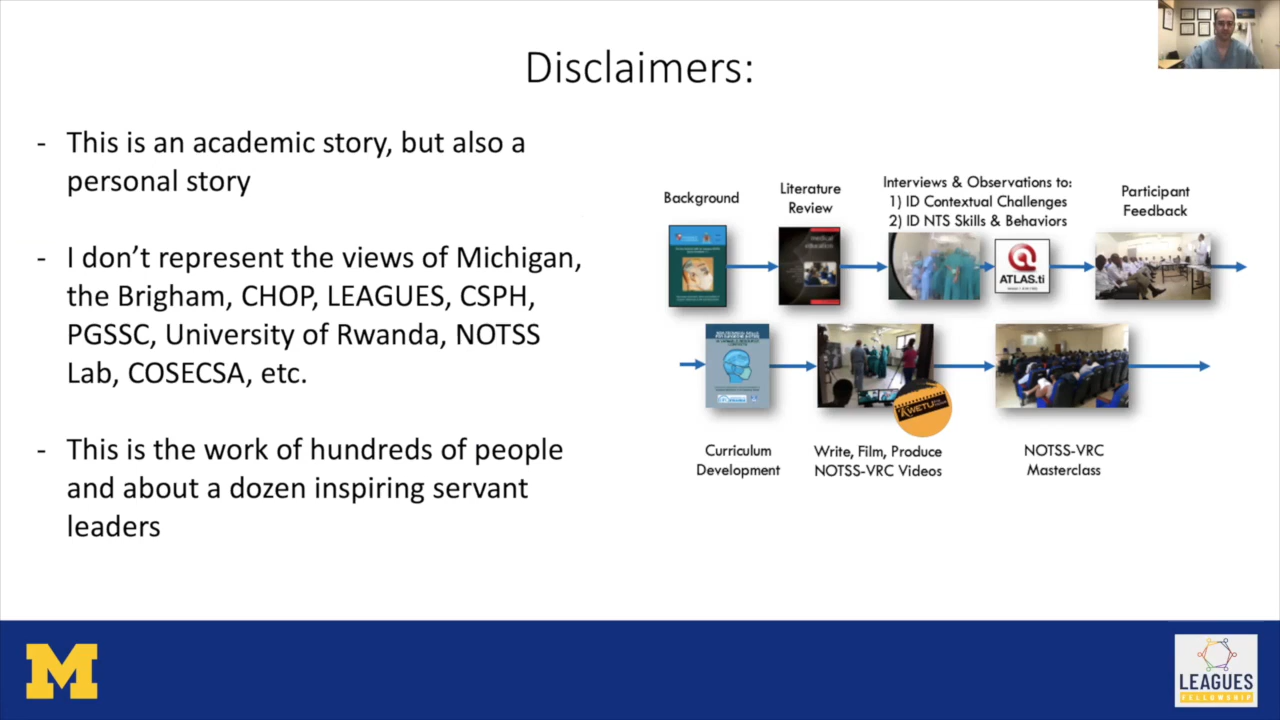 Disclaimers:
- This is an academic story, but also a
personal story
- I don’t represent the views of Michigan,
the Brigham, CHOP, LEAGUES, CSPH,
PGSSC, University of Rwanda, NOTSS
Lab, COSECSA, etc.
- This is the work of hundreds of people
and about a dozen inspiring servant
leaders
Background
Literature
Review
Interviews & Observations to:
1) ID Contextual Challenges
2) ID NTS Skills & Behaviors
Participant
Feedback
medical
education
ATLAS.ti
Curriculum
Development
Write, Film, Produce
NOTSS-VRC Videos
NOTSS-VRC
Masterclass
M
LEAGUES
FELLOWSHIP